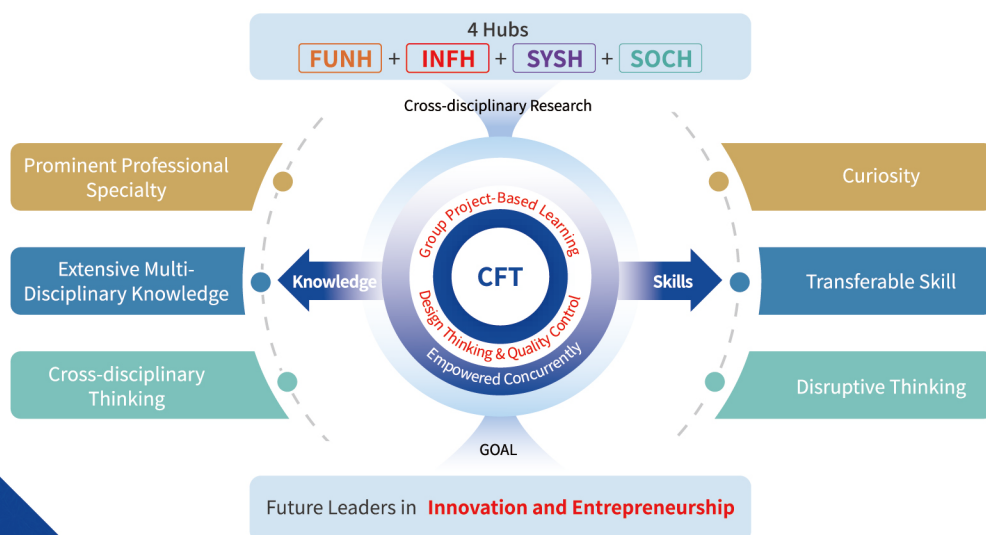 4 Hubs
FUNH + INFH + SYSH + SOCH
Cross-disciplinary Research
Prominent Professional
Specialty
Extensive Multi-
Disciplinary Knowledge
Cross-disciplinary
Thinking
Knowledge
Group Project-Based Learning
CFT
Design Thinking & Quality Control
Empowered Concurrently
Skills
Curiosity
Transferable Skill
Disruptive Thinking
GOAL
Future Leaders in Innovation and Entrepreneurship